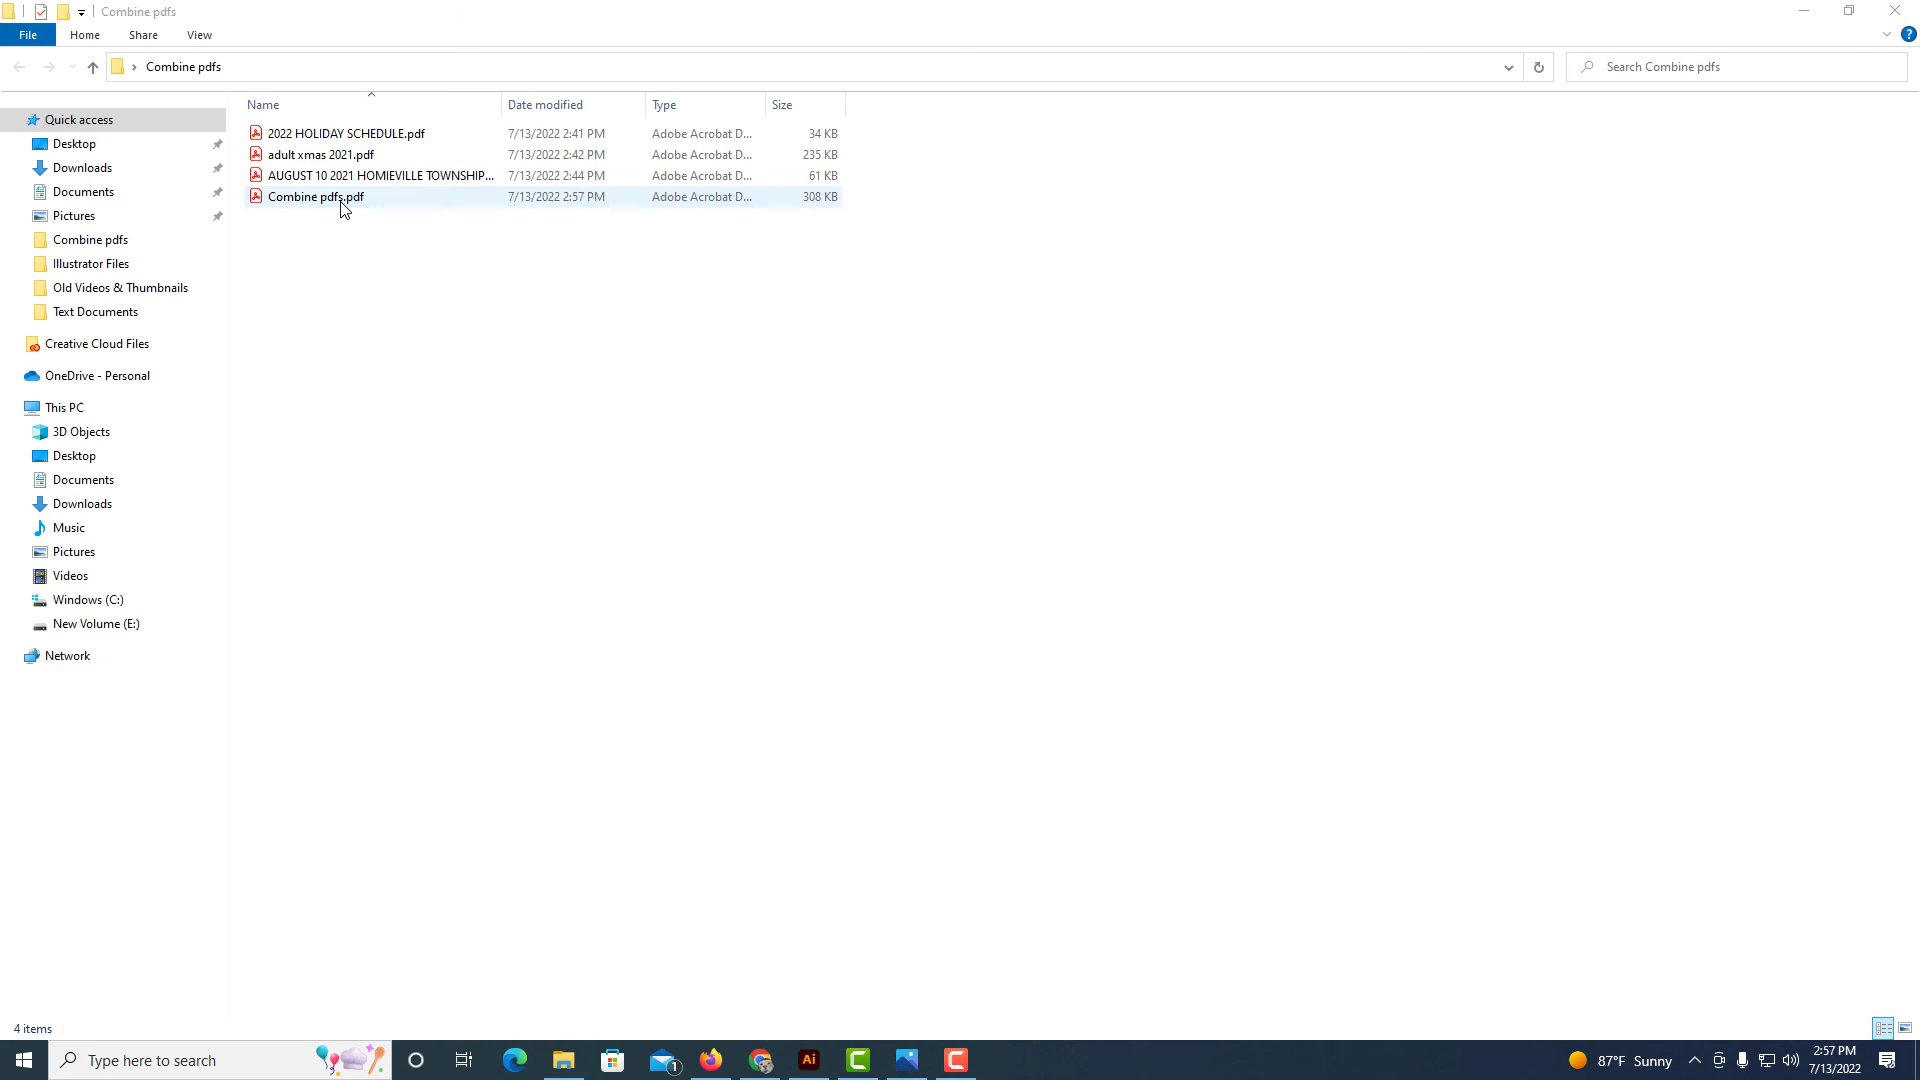 Combine pdfs
File Home Share View
Combine pdfs
Search Combine pdfs
Name Date modified Type Size
2022 HOLIDAY SCHEDULE.pdf 7/13/2022 2:41 PM Adobe Acrobat D... 34 KB
adult xmas 2021.pdf 7/13/2022 2:42 PM Adobe Acrobat D... 235 KB
AUGUST 10 2021 HOMIEVILLE TOWNSHIP... 7/13/2022 2:44 PM Adobe Acrobat D... 61 KB
Combine pdfs.pdf 7/13/2022 2:57 PM Adobe Acrobat D... 308 KB
Quick access
Desktop
Downloads
Documents
Pictures
Combine pdfs
Illustrator Files
Old Videos & Thumbnails
Text Documents
Creative Cloud Files
OneDrive - Personal
This PC
3D Objects
Desktop
Documents
Downloads
Music
Pictures
Videos
Windows (C:)
New Volume (E:)
Network
4 items
Type here to search
1
Ai
87°F Sunny
2:57 PM
7/13/2022